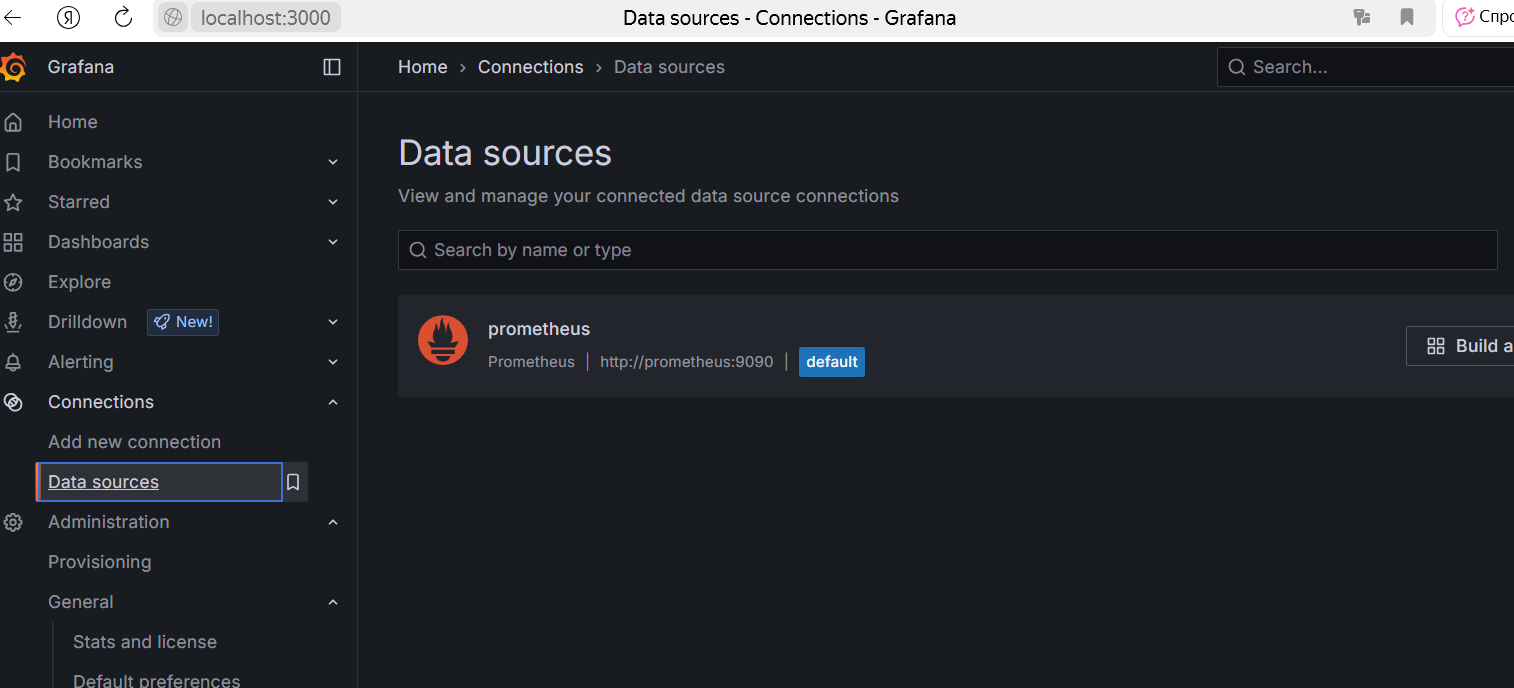 Я localhost:3000 Data sources - Connections - Grafana Спро
Grafana
Home › Connections › Data sources
Search...
Home
Bookmarks
Starred
Dashboards
Explore
Drilldown New!
Alerting
Connections
Add new connection
Data sources
Administration
Provisioning
General
Stats and license
Default preferences
Data sources
View and manage your connected data source connections
Search by name or type
prometheus
Prometheus | http://prometheus:9090 | default
Build a